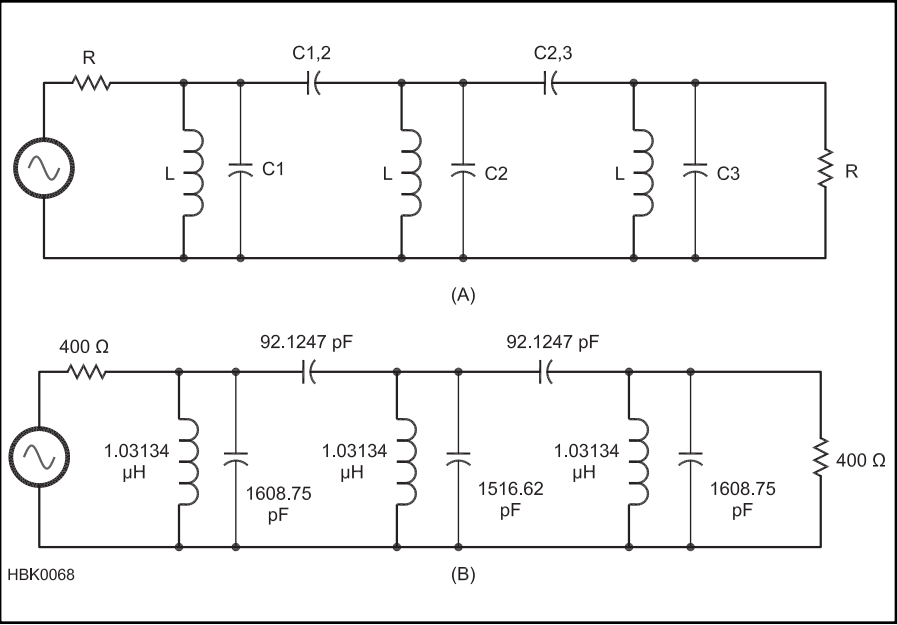 C1,2
C2,3
R
L
C1
L
C2
L
C3
R
(A)
92.1247 pF
92.1247 pF
400 Ω
1.03134
µH
1608.75
pF
1.03134
µH
1516.62
pF
1.03134
µH
1608.75
pF
400 Ω
HBK0068
(B)